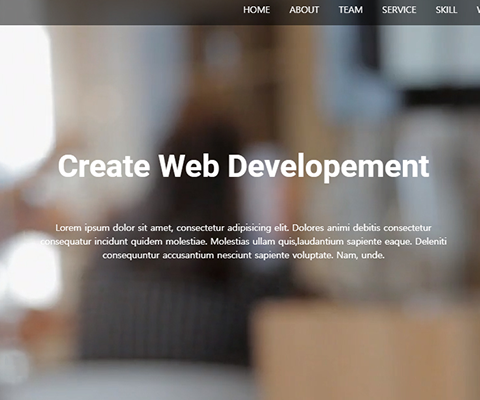 HOME ABOUT TEAM SERVICE SKILL
Create Web Developement
Lorem ipsum dolor sit amet, consectetur adipisicing elit. Dolores animi debitis consectetur
consequatur incidunt quidem molestiae. Molestias ullam quis,laudantium sapiente eaque. Deleniti
consequuntur accusantium nesciunt sapiente voluptate. Nam, unde.